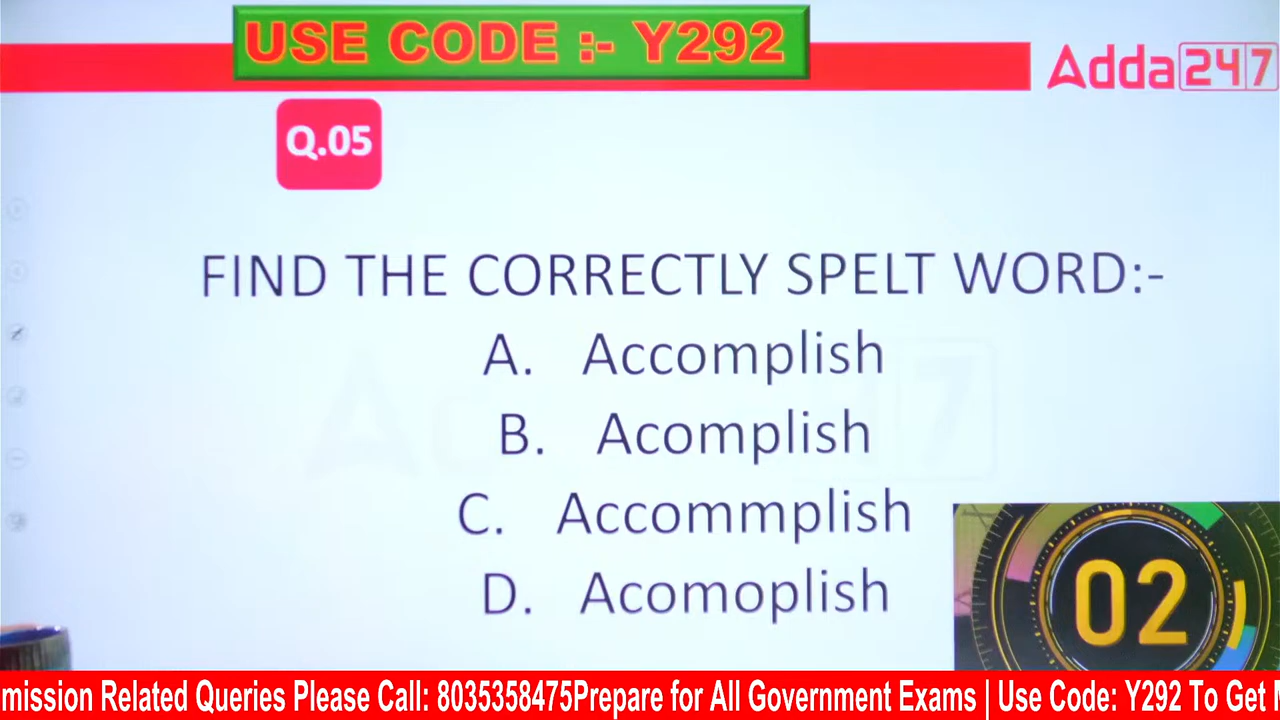 USE CODE :- Y292
Adda247
Q.05
FIND THE CORRECTLY SPELT WORD:-
A. Accomplish
B. Acomplish
C. Accommplish
D. Acomoplish
02
mission Related Queries Please Call: 8035358475Prepare for All Government Exams | Use Code: Y292 To Get